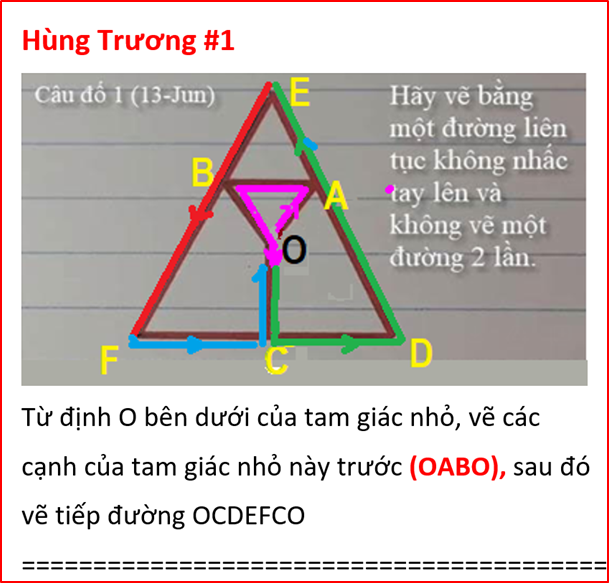 Hùng Trương #1
Câu đố 1 (13-Jun)
E
Hãy vẽ bằng
một đường liên
tục không nhấc
tay lên và
không vẽ một
đường 2 lần.
B
A
O
F
C
D
Từ định O bên dưới của tam giác nhỏ, vẽ các
cạnh của tam giác nhỏ này trước (OABO), sau đó
vẽ tiếp đường OCDEFCO
==========================================